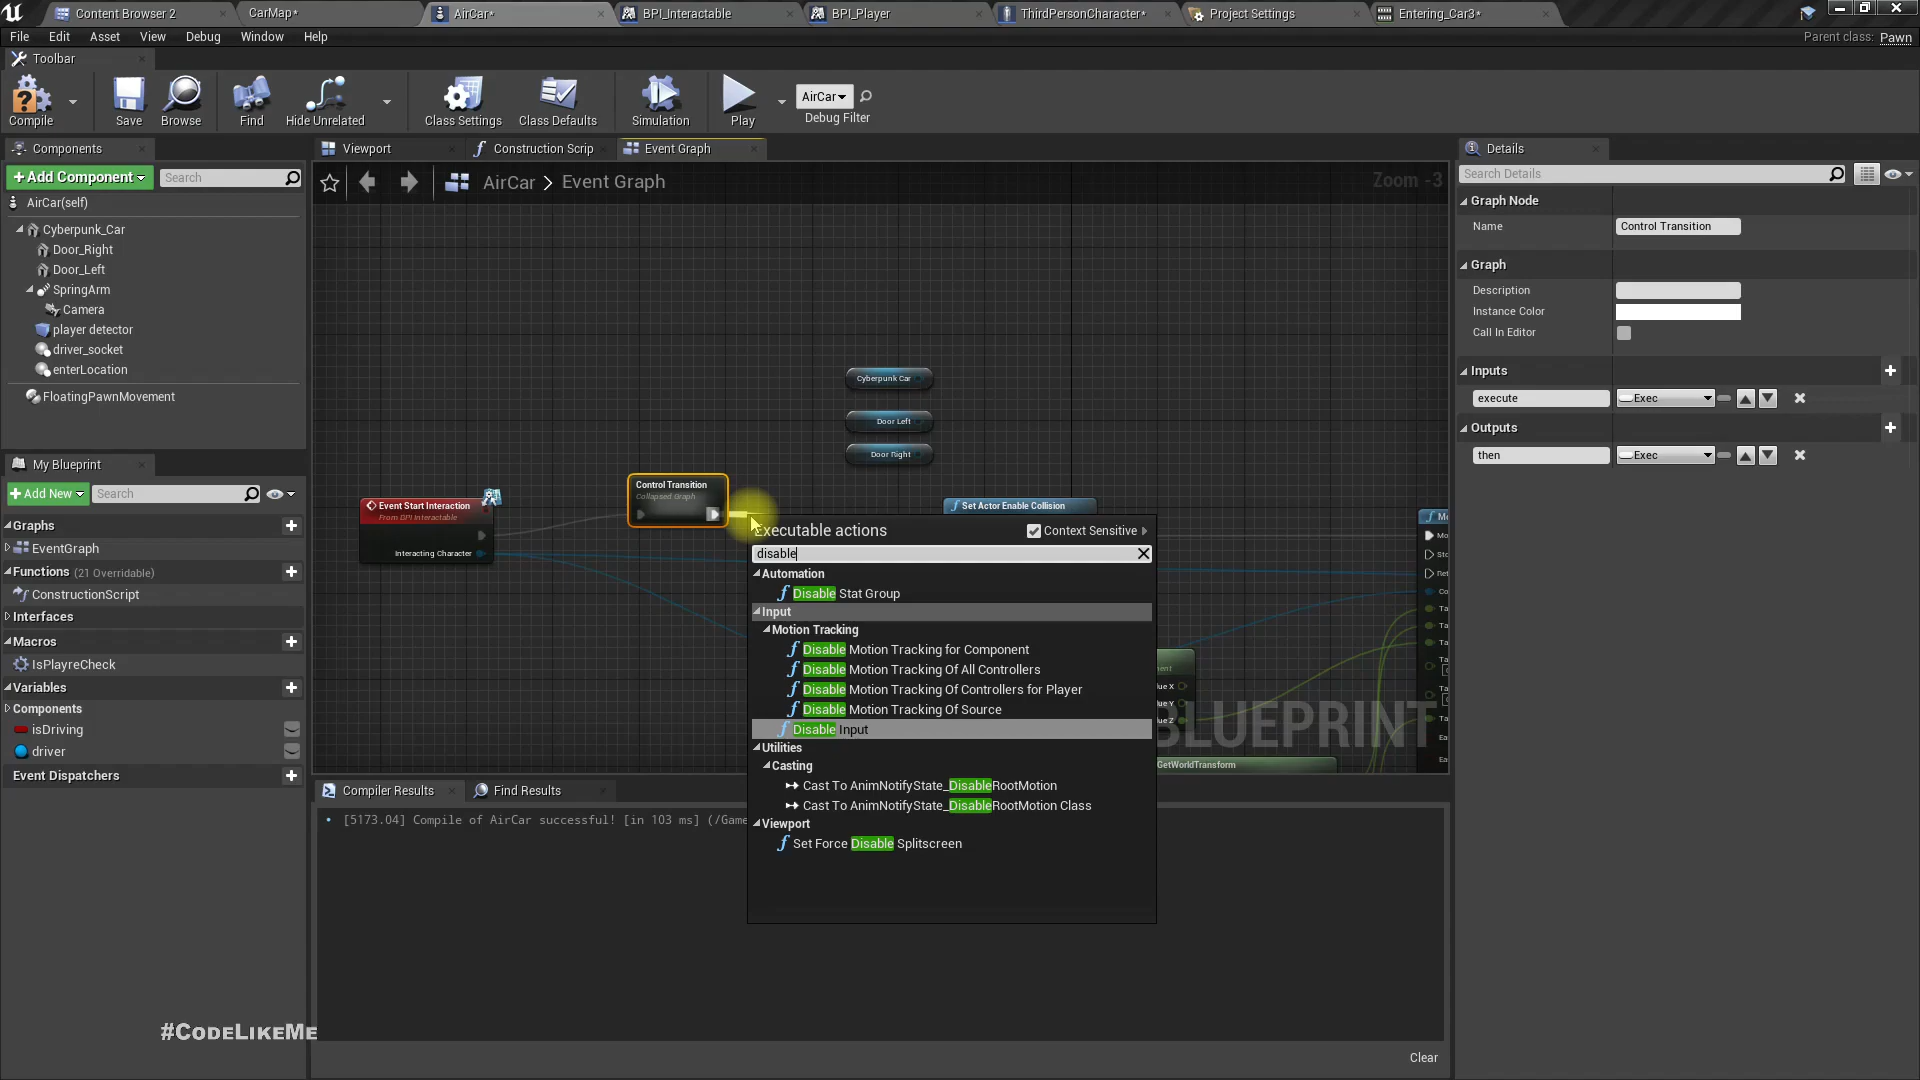 Content Browser 2
CarMap*
AirCar*
BPI_Interactable
BPI_Player
ThirdPersonCharacter*
Project Settings
Entering_Car3*
File
Edit
Asset
View
Debug
Window
Help
Parent class: Pawn
Toolbar
Compile
Save
Browse
Find
Hide Unrelated
Class Settings
Class Defaults
Simulation
Play
AirCar
Debug Filter
Components
+Add Component
Search
AirCar(self)
Cyberpunk_Car
Door_Right
Door_Left
SpringArm
Camera
player detector
driver_socket
enterLocation
FloatingPawnMovement
My Blueprint
+Add New
Search
Graphs
EventGraph
Functions (21 Overridable)
ConstructionScript
Interfaces
Macros
IsPlayreCheck
Variables
Components
isDriving
driver
Event Dispatchers
Viewport
Construction Scrip
Event Graph
AirCar > Event Graph
Zoom -3
Cyberpunk Car
Door Left
Door Right
Control Transition
Collapsed Graph
Event Start Interaction
From BPI Interactable
Interacting Character
Set Actor Enable Collision
Executable actions
Context Sensitive
disable
Automation
Disable Stat Group
Input
Motion Tracking
Disable Motion Tracking for Component
Disable Motion Tracking Of All Controllers
Disable Motion Tracking Of Controllers for Player
Disable Motion Tracking Of Source
Disable Input
Utilities
Casting
Cast To AnimNotifyState_DisableRootMotion
Cast To AnimNotifyState_DisableRootMotion Class
Viewport
Set Force Disable Splitscreen
GetWorldTransform
BLUEPRINT
Compiler Results
Find Results
[5173.04] Compile of AirCar successful! [in 103 ms] (/Game
Clear
Details
Search Details
Graph Node
Name
Control Transition
Graph
Description
Instance Color
Call In Editor
Inputs
execute
Exec
Outputs
then
Exec
#CodeLikeMe